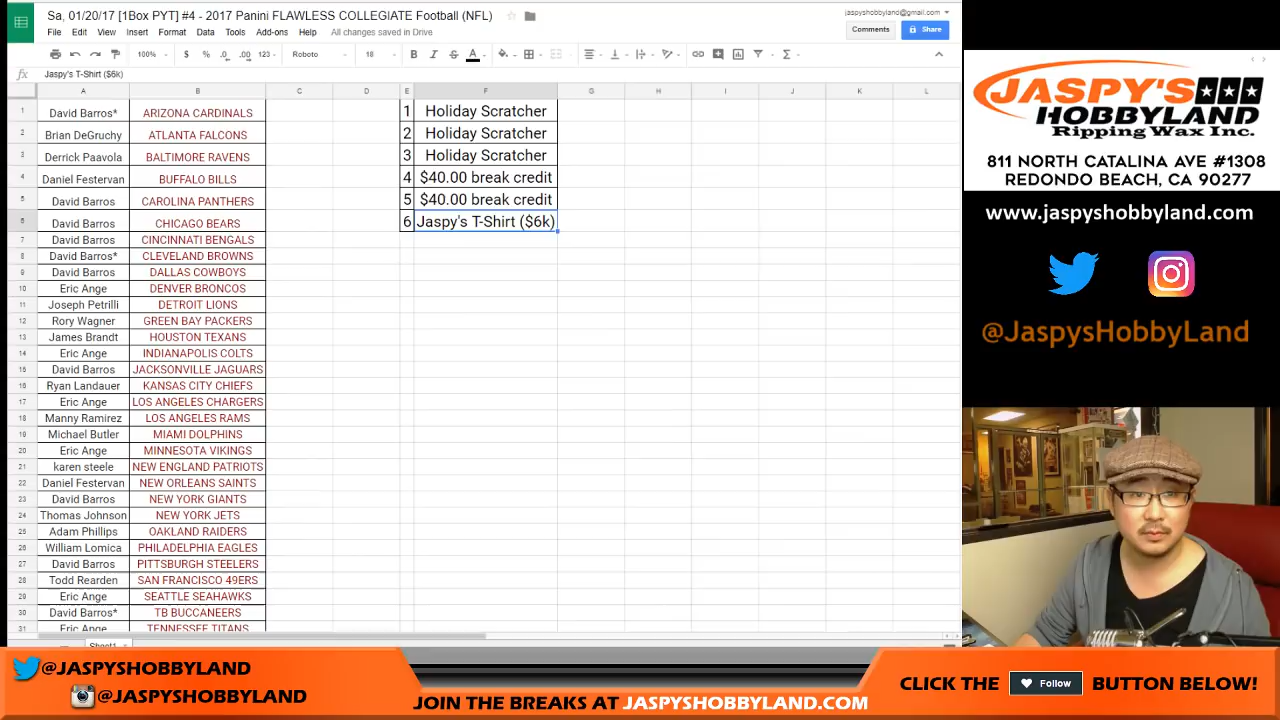 Sa, 01/20/17 [1Box PYT] #4 - 2017 Panini FLAWLESS COLLEGIATE Football (NFL)
jaspyshobbyland@gmail.com
File Edit View Insert Format Data Tools Add-ons Help All changes saved in Drive
Comments Share
100% $ % .0 .00 123 Roboto 18 B I S A Σ
fx Jaspy's T-Shirt ($6k)
A B C D E F G H I J K L
1 David Barros* ARIZONA CARDINALS 1 Holiday Scratcher
2 Brian DeGruchy ATLANTA FALCONS 2 Holiday Scratcher
3 Derrick Paavola BALTIMORE RAVENS 3 Holiday Scratcher
4 Daniel Festervan BUFFALO BILLS 4 $40.00 break credit
5 David Barros CAROLINA PANTHERS 5 $40.00 break credit
6 David Barros CHICAGO BEARS 6 Jaspy's T-Shirt ($6k)
7 David Barros CINCINNATI BENGALS
8 David Barros* CLEVELAND BROWNS
9 David Barros DALLAS COWBOYS
10 Eric Ange DENVER BRONCOS
11 Joseph Petrilli DETROIT LIONS
12 Rory Wagner GREEN BAY PACKERS
13 James Brandt HOUSTON TEXANS
14 Eric Ange INDIANAPOLIS COLTS
15 David Barros JACKSONVILLE JAGUARS
16 Ryan Landauer KANSAS CITY CHIEFS
17 Eric Ange LOS ANGELES CHARGERS
18 Manny Ramirez LOS ANGELES RAMS
19 Michael Butler MIAMI DOLPHINS
20 Eric Ange MINNESOTA VIKINGS
21 karen steele NEW ENGLAND PATRIOTS
22 Daniel Festervan NEW ORLEANS SAINTS
23 David Barros NEW YORK GIANTS
24 Thomas Johnson NEW YORK JETS
25 Adam Phillips OAKLAND RAIDERS
26 William Lomica PHILADELPHIA EAGLES
27 David Barros PITTSBURGH STEELERS
28 Todd Rearden SAN FRANCISCO 49ERS
29 Eric Ange SEATTLE SEAHAWKS
30 David Barros* TB BUCCANEERS
31 Eric Ange TENNESSEE TITANS
Sheet1
JASPY'S
HOBBYLAND
Ripping Wax Inc.
811 NORTH CATALINA AVE #1308
REDONDO BEACH, CA 90277
www.jaspyshobbyland.com
@JaspysHobbyLand
@JASPYSHOBBYLAND
@JASPYSHOBBYLAND
JOIN THE BREAKS AT JASPYSHOBBYLAND.COM
CLICK THE Follow BUTTON BELOW!